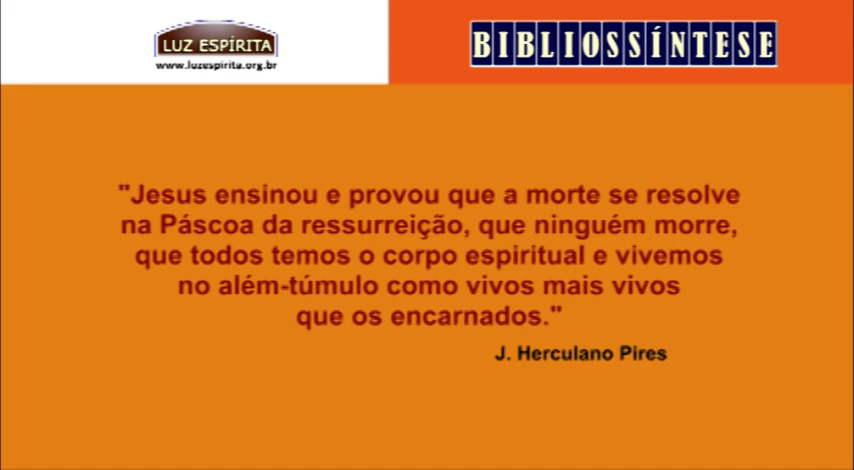 LUZ ESPÍRITA
www.luzespirita.org.br
BIBLIOSSÍNTESE
"Jesus ensinou e provou que a morte se resolve
na Páscoa da ressurreição, que ninguém morre,
que todos temos o corpo espiritual e vivemos
no além-túmulo como vivos mais vivos
que os encarnados."
J. Herculano Pires